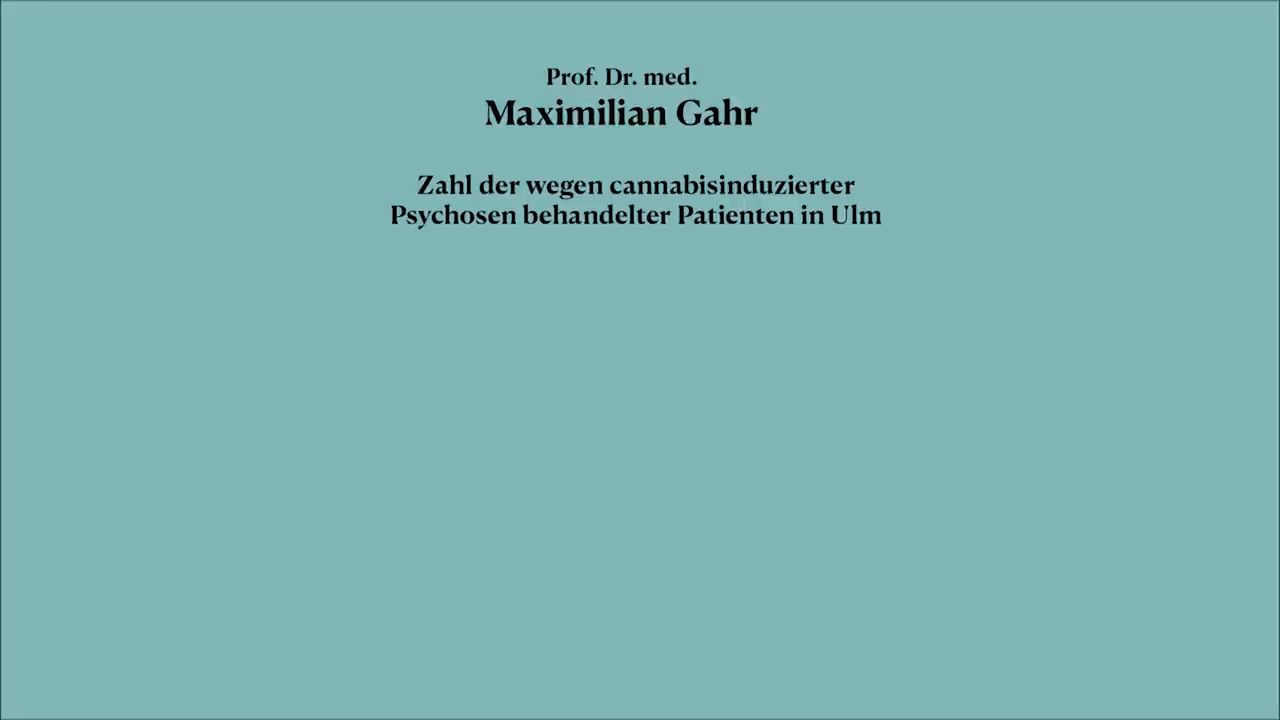 Prof. Dr. med.
Maximilian Gahr
Zahl der wegen cannabisinduzierter
Psychosen behandelter Patienten in Ulm